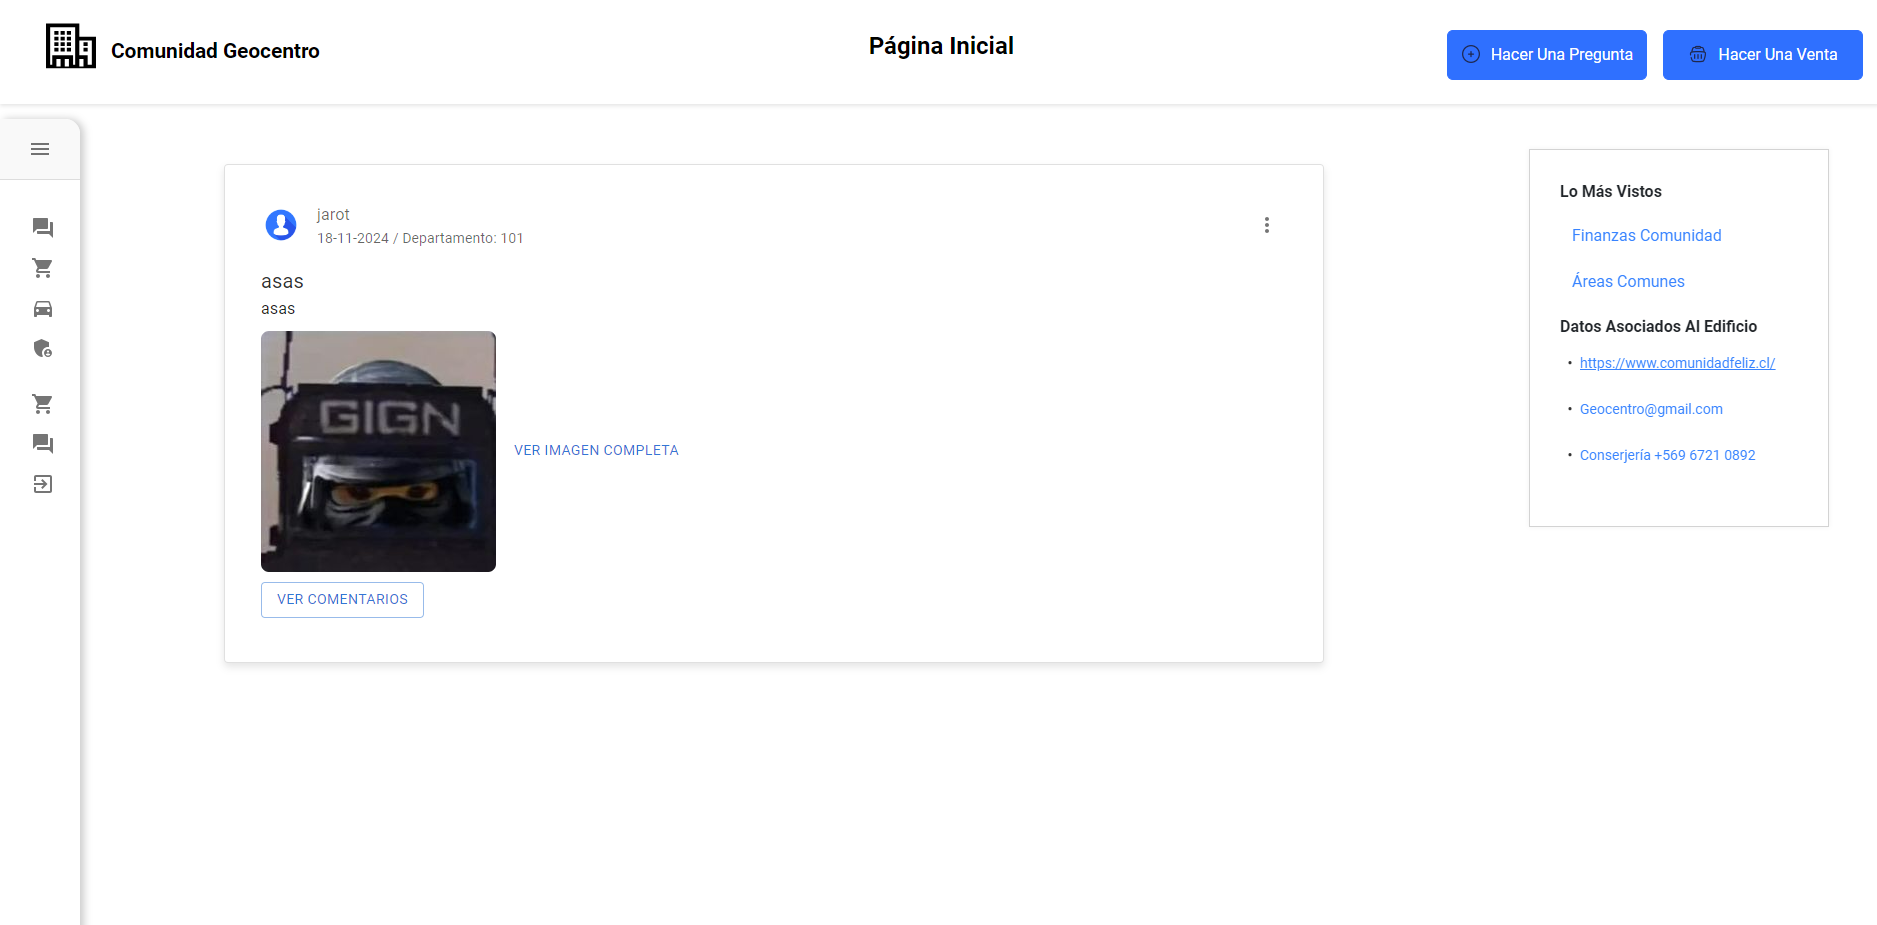 Comunidad Geocentro
Página Inicial
Hacer Una Pregunta
Hacer Una Venta
jarot
18-11-2024 / Departamento: 101
asas
asas
GIGN
VER IMAGEN COMPLETA
VER COMENTARIOS
Lo Más Vistos
Finanzas Comunidad
Áreas Comunes
Datos Asociados Al Edificio
• https://www.comunidadfeliz.cl/
• Geocentro@gmail.com
• Conserjería +569 6721 0892